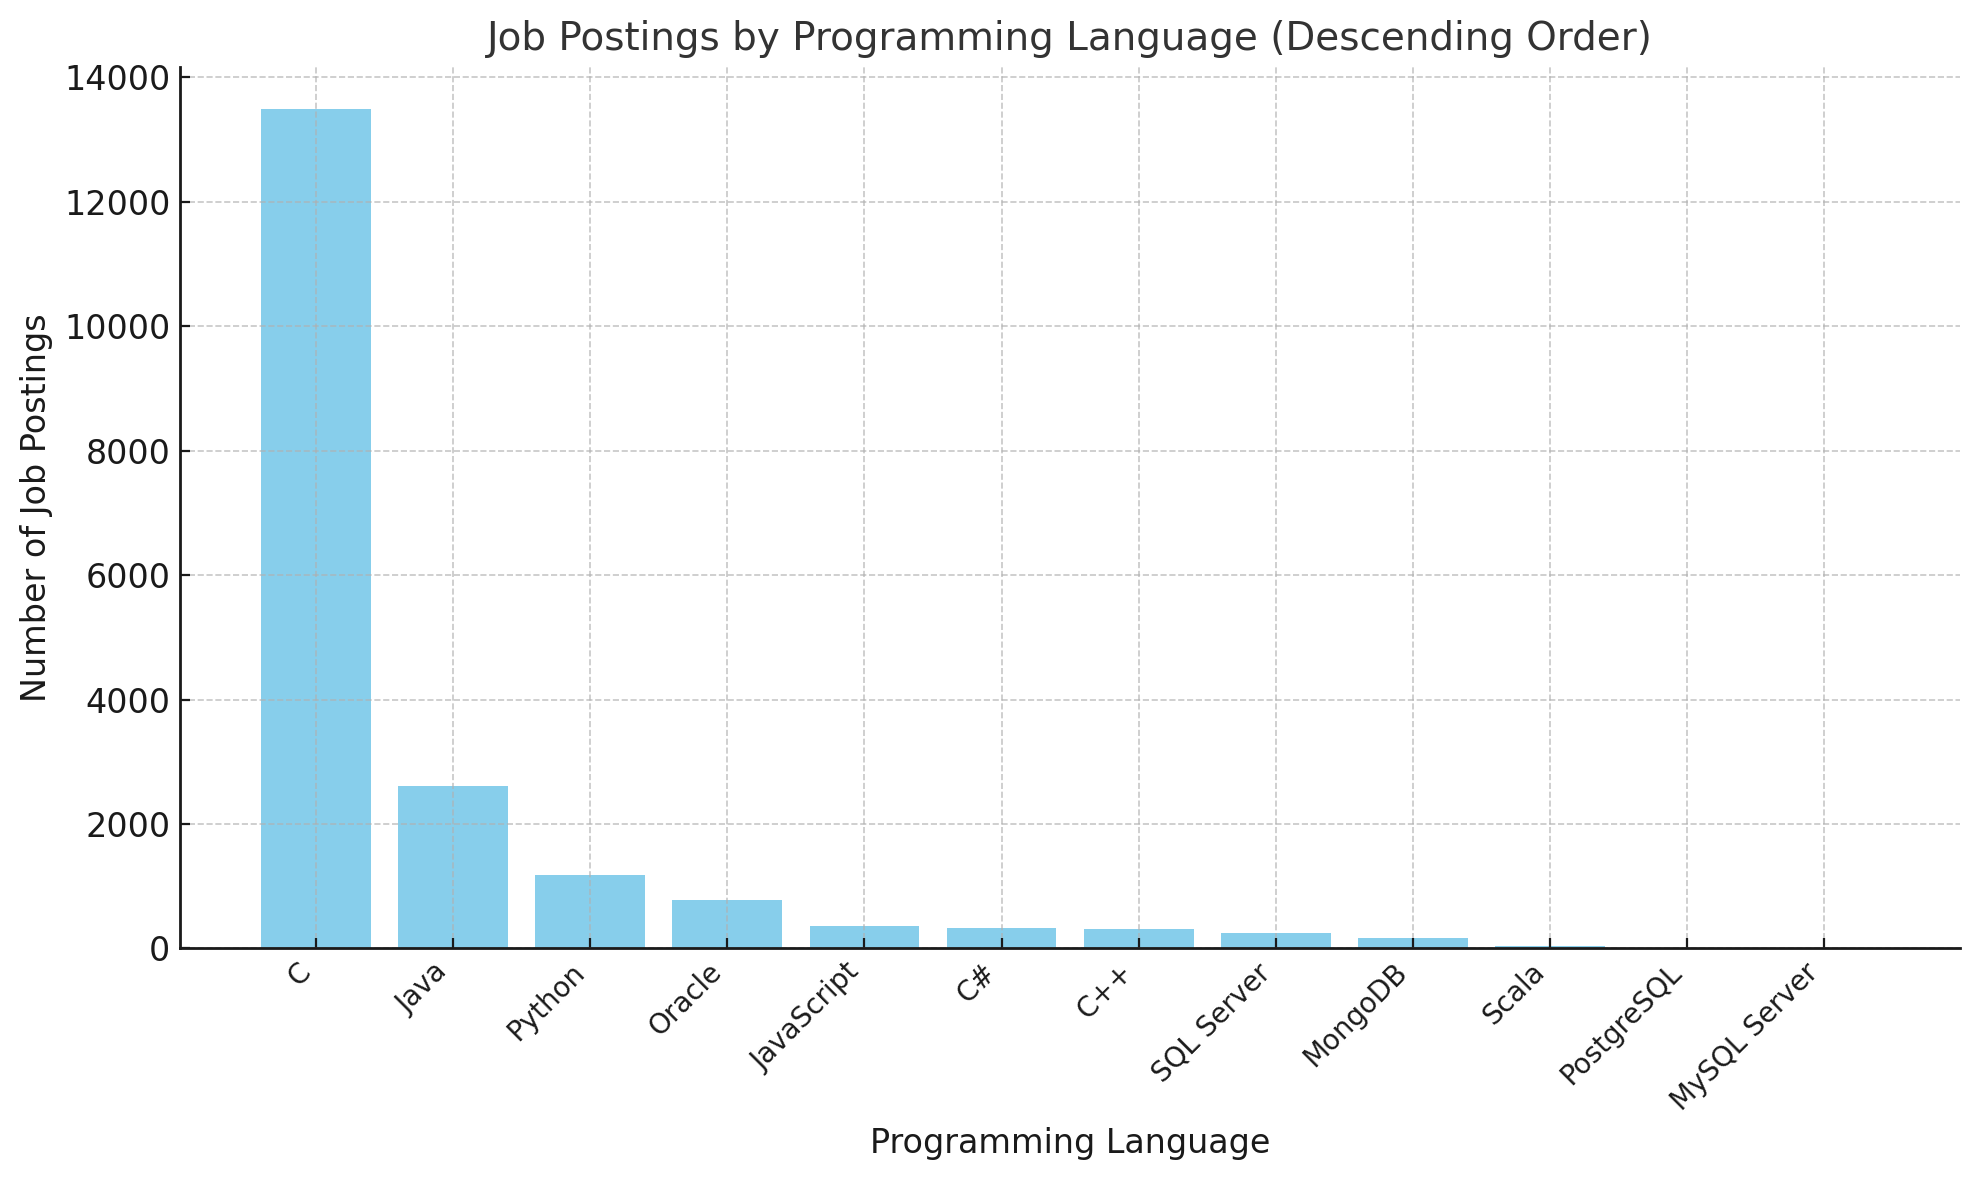 Job Postings by Programming Language (Descending Order)
Number of Job Postings
14000
12000
10000
8000
6000
4000
2000
0
C
Java
Python
Oracle
JavaScript
C#
C++
SQL Server
MongoDB
Scala
PostgreSQL
MySQL Server
Programming Language